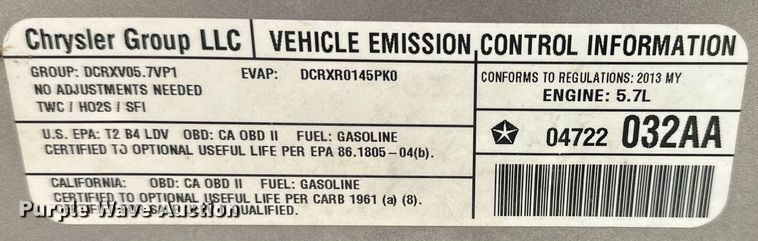 Chrysler Group LLC
VEHICLE EMISSION CONTROL INFORMATION
GROUP: DCRXV05.7VP1 EVAP: DCRXR0145PK0
NO ADJUSTMENTS NEEDED
TWC / HO2S / SFI
CONFORMS TO REGULATIONS: 2013 MY
ENGINE: 5.7L
04722 032AA
U.S. EPA: T2 B4 LDV OBD: CA OBD II FUEL: GASOLINE
CERTIFIED TO OPTIONAL USEFUL LIFE PER EPA 86.1805-04(b).
CALIFORNIA: OBD: CA OBD II FUEL: GASOLINE
CERTIFIED TO OPTIONAL USEFUL LIFE PER CARB 1961 (a) (8).
QUALIFIED.
Purple Wave Auction